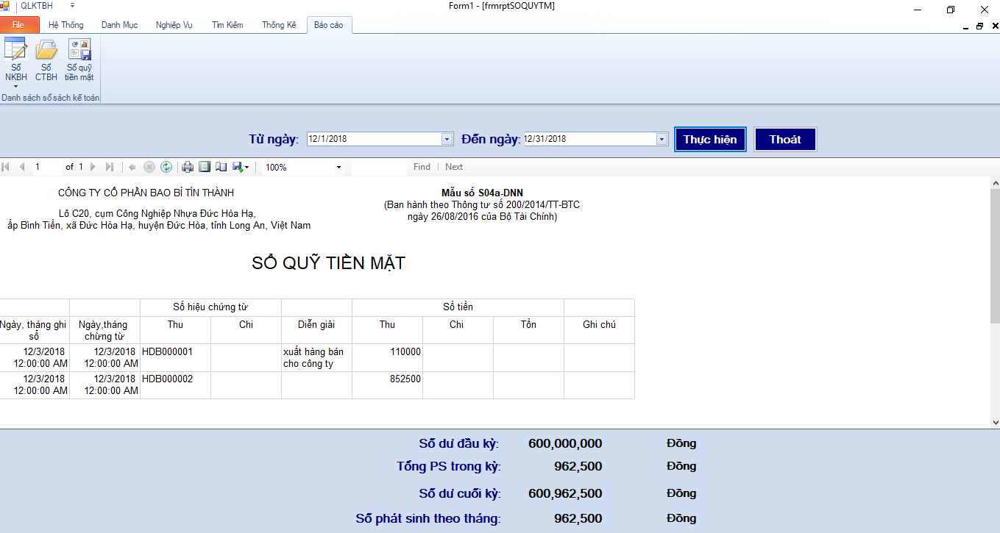 QLKTBH
Form1 - [frmrptSOQUYTM]
File Hệ Thống Danh Mục Nghiệp Vụ Tìm Kiếm Thống Kê Báo cáo
Sổ NKBH
Sổ CTBH
Sổ quỹ tiền mặt
Danh sách sổ sách kế toán
Từ ngày: 12/1/2018 Đến ngày: 12/31/2018 Thực hiện Thoát
1 of 1 100% Find Next
CÔNG TY CỔ PHẦN BAO BÌ TÍN THÀNH
Lô C20, cụm Công Nghiệp Nhựa Đức Hòa Hạ,
ấp Bình Tiền, xã Đức Hòa Hạ, huyện Đức Hòa, tỉnh Long An, Việt Nam
Mẫu số S04a-DNN
(Ban hành theo Thông tư số 200/2014/TT-BTC
ngày 26/08/2016 của Bộ Tài Chính)
SỔ QUỸ TIỀN MẶT
Số hiệu chứng từ Số tiền
Ngày, tháng ghi sổ Ngày,tháng chừng từ Thu Chi Diễn giải Thu Chi Tồn Ghi chú
12/3/2018 12:00:00 AM 12/3/2018 12:00:00 AM HDB000001 xuất hàng bán cho công ty 110000
12/3/2018 12:00:00 AM 12/3/2018 12:00:00 AM HDB000002 852500
Số dư đầu kỳ: 600,000,000 Đồng
Tổng PS trong kỳ: 962,500 Đồng
Số dư cuối kỳ: 600,962,500 Đồng
Số phát sinh theo tháng: 962,500 Đồng